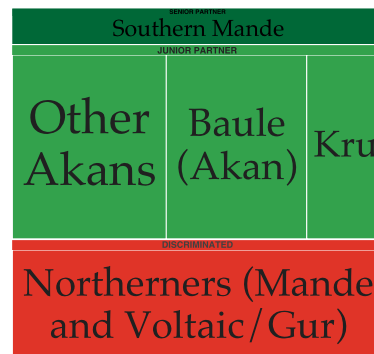 SENIOR PARTNER
Southern Mande
JUNIOR PARTNER
Other
Akans
Baule
(Akan)
Kru
DISCRIMINATED
Northerners (Mande
and Voltaic/Gur)